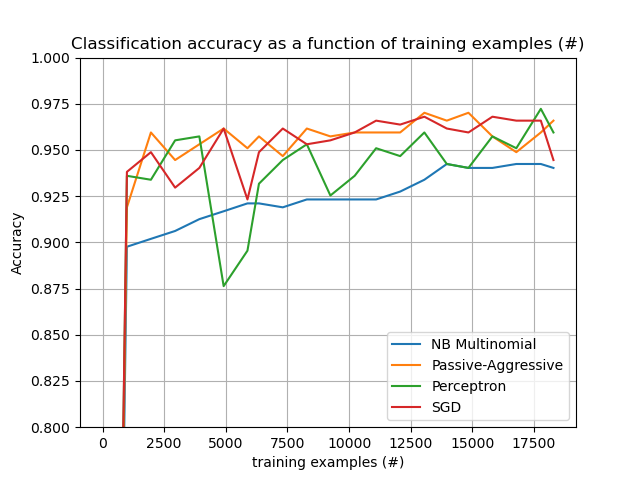 Classification accuracy as a function of training examples (#)
1.000
0.975
0.950
0.925
0.900
0.875
0.850
0.825
0.800
Accuracy
NB Multinomial
Passive-Aggressive
Perceptron
SGD
0 2500 5000 7500 10000 12500 15000 17500
training examples (#)